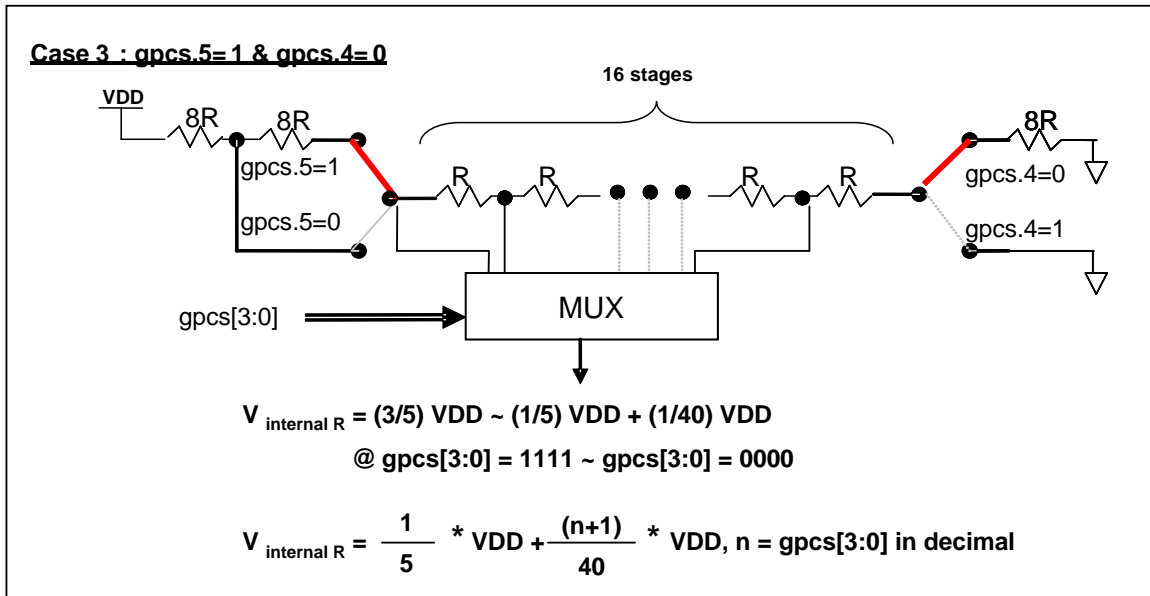 Case 3 : gpcs.5= 1 & gpcs.4= 0
16 stages
VDD
8R 8R 8R
gpcs.5=1 R R R R gpcs.4=0
gpcs.5=0 gpcs.4=1
gpcs[3:0] MUX
V internal R = (3/5) VDD ~ (1/5) VDD + (1/40) VDD
@ gpcs[3:0] = 1111 ~ gpcs[3:0] = 0000
V internal R = 1/5 * VDD + (n+1)/40 * VDD, n = gpcs[3:0] in decimal